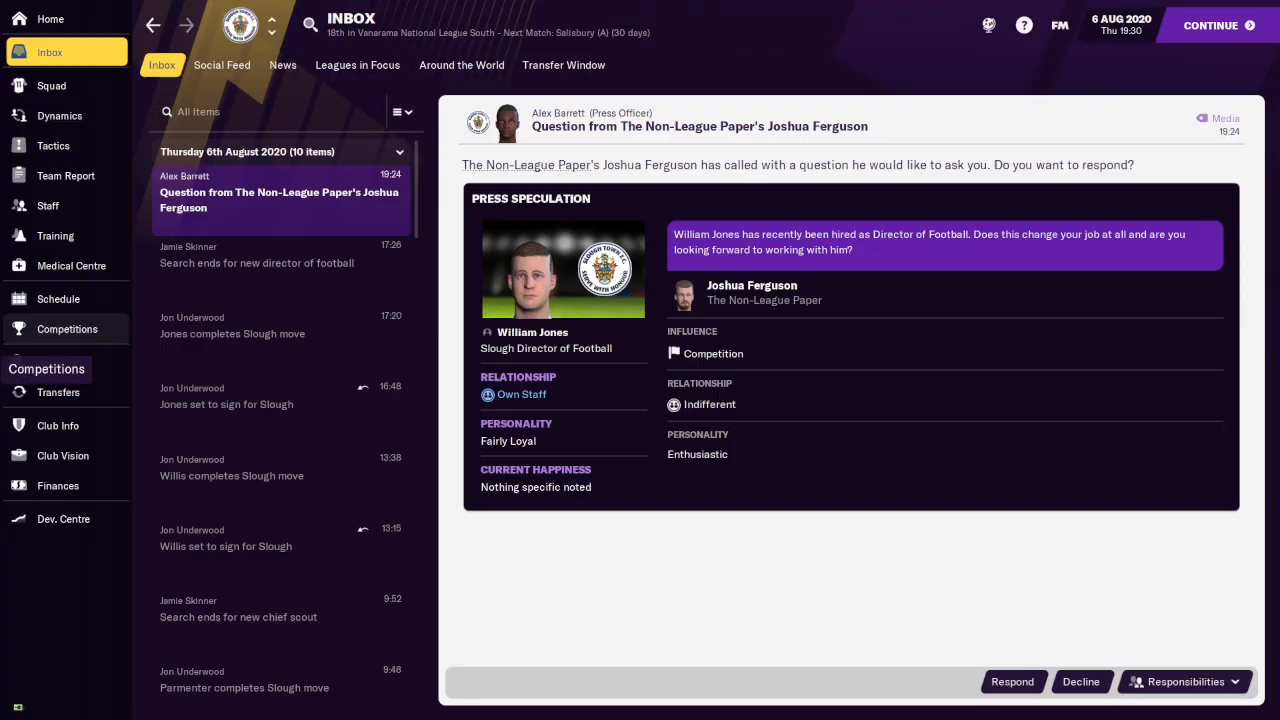 Home
Inbox
Squad
Dynamics
Tactics
Team Report
Staff
Training
Medical Centre
Schedule
Competitions
Competitions
Transfers
Club Info
Club Vision
Finances
Dev. Centre
INBOX
18th in Vanarama National League South - Next Match: Salisbury (A) (30 days)
FM
6 AUG 2020
Thu 19:30
CONTINUE
Inbox
Social Feed
News
Leagues in Focus
Around the World
Transfer Window
All Items
Thursday 6th August 2020 (10 items)
Alex Barrett 19:24
Question from The Non-League Paper's Joshua
Ferguson
Jamie Skinner 17:26
Search ends for new director of football
Jon Underwood 17:20
Jones completes Slough move
Jon Underwood 16:48
Jones set to sign for Slough
Jon Underwood 13:38
Willis completes Slough move
Jon Underwood 13:15
Willis set to sign for Slough
Jamie Skinner 9:52
Search ends for new chief scout
Jon Underwood 9:48
Parmenter completes Slough move
Alex Barrett (Press Officer)
Question from The Non-League Paper's Joshua Ferguson
Media
19:24
The Non-League Paper's Joshua Ferguson has called with a question he would like to ask you. Do you want to respond?
PRESS SPECULATION
SLOUGH TOWN F.C.
SERVE WITH HONOUR
William Jones
Slough Director of Football
RELATIONSHIP
Own Staff
PERSONALITY
Fairly Loyal
CURRENT HAPPINESS
Nothing specific noted
William Jones has recently been hired as Director of Football. Does this change your job at all and are you
looking forward to working with him?
Joshua Ferguson
The Non-League Paper
INFLUENCE
Competition
RELATIONSHIP
Indifferent
PERSONALITY
Enthusiastic
Respond
Decline
Responsibilities